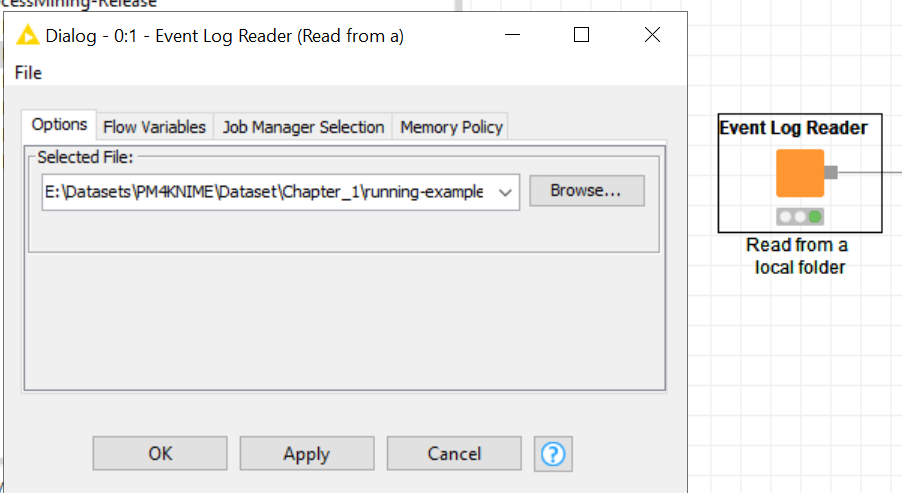 ocessMining-Release
Dialog - 0:1 - Event Log Reader (Read from a)
File
Options Flow Variables Job Manager Selection Memory Policy
Selected File:
E:\Datasets\PM4KNIME\Dataset\Chapter_1\running-example
Browse...
OK Apply Cancel ?
Event Log Reader
Read from a
local folder